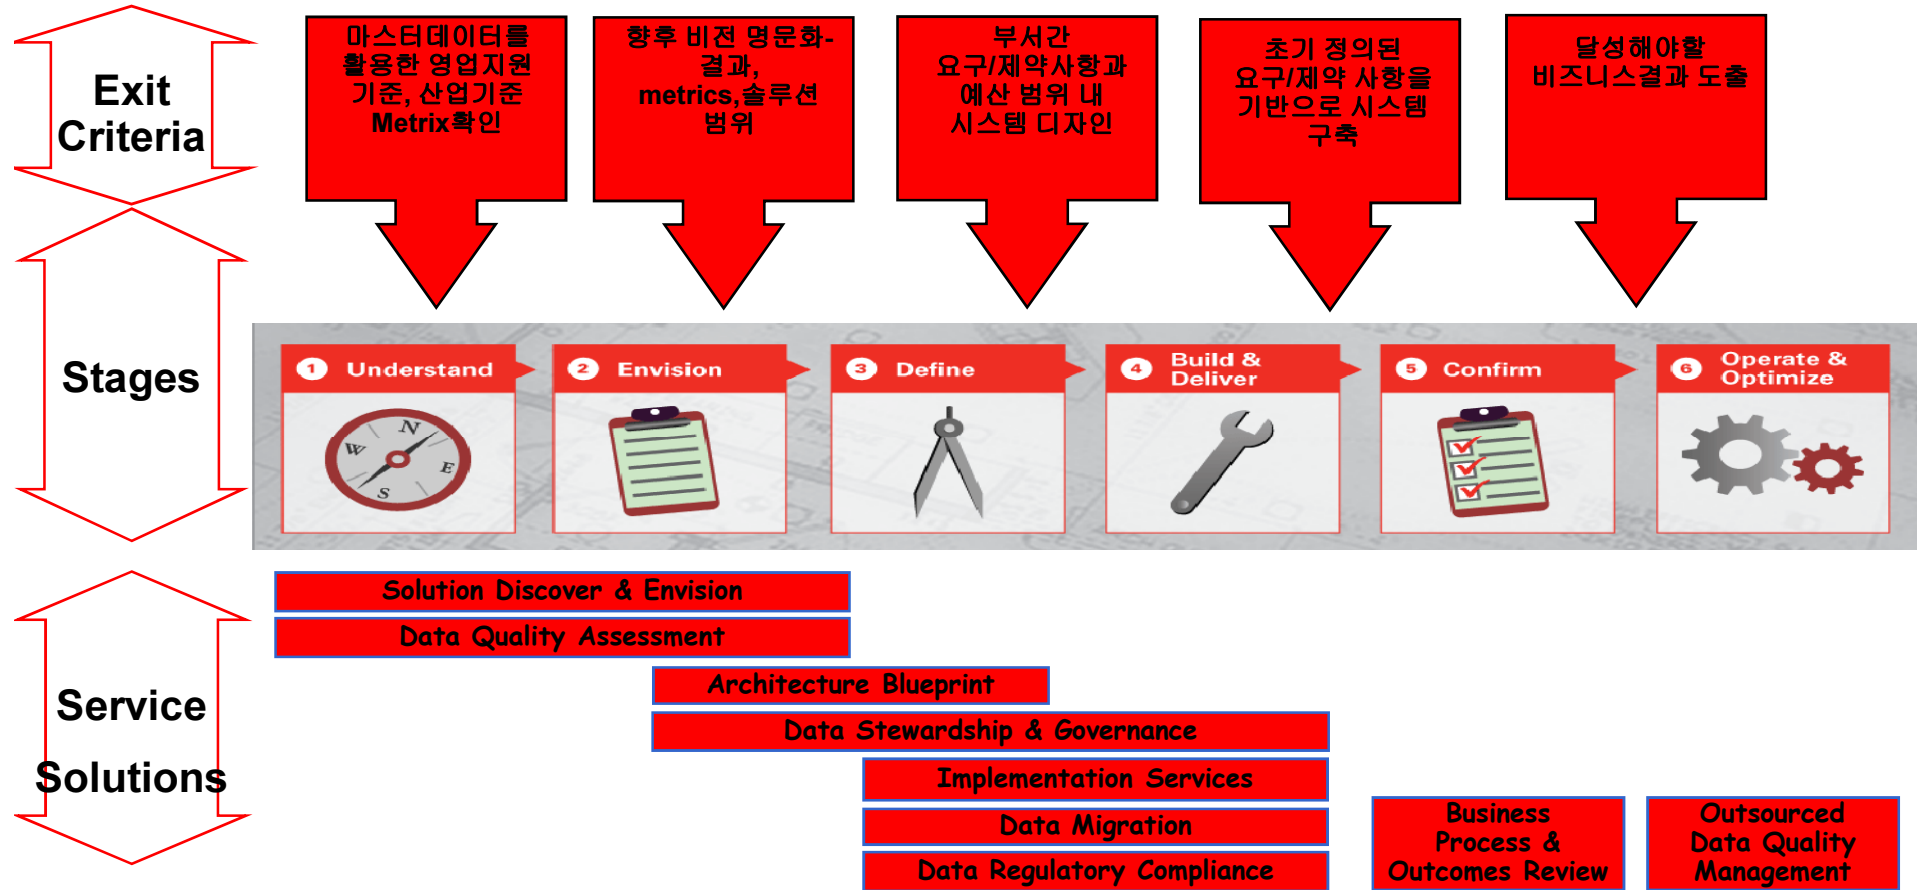 Exit
Criteria
마스터데이터를
활용한 영업지원
기준, 산업기준
Metrix확인
향후 비전 명문화-
결과,
metrics,솔루션
범위
부서간
요구/제약사항과
예산 범위 내
시스템 디자인
초기 정의된
요구/제약 사항을
기반으로 시스템
구축
달성해야할
비즈니스결과 도출
Stages
1 Understand
2 Envision
3 Define
4 Build &
Deliver
5 Confirm
6 Operate &
Optimize
N
W
E
S
Service
Solutions
Solution Discover & Envision
Data Quality Assessment
Architecture Blueprint
Data Stewardship & Governance
Implementation Services
Data Migration
Data Regulatory Compliance
Business
Process &
Outcomes Review
Outsourced
Data Quality
Management